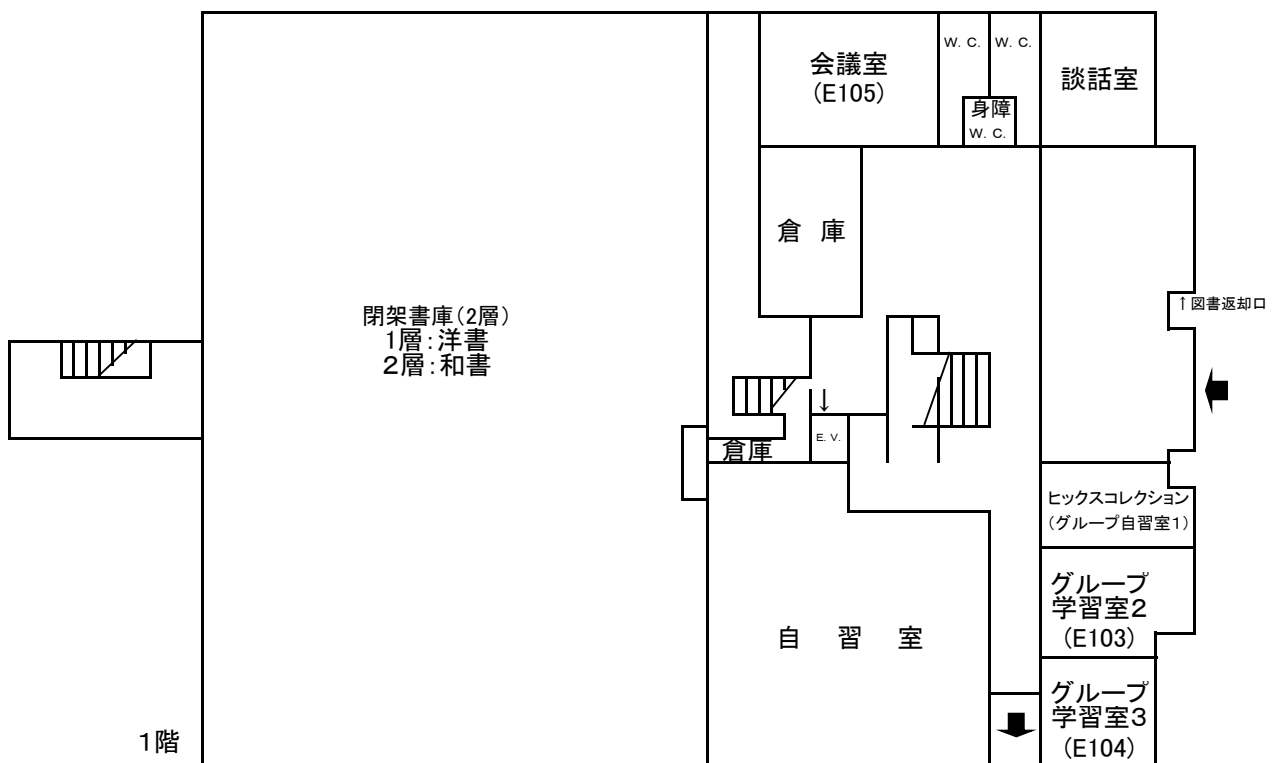 会議室
(E105)
W. C.
W. C.
身障
W. C.
談話室
倉 庫
↑図書返却口
閉架書庫(2層)
1層:洋書
2層:和書
↓
E. V.
倉庫
ヒックスコレクション
(グループ自習室1)
グループ
学習室2
(E103)
自 習 室
グループ
学習室3
(E104)
1階